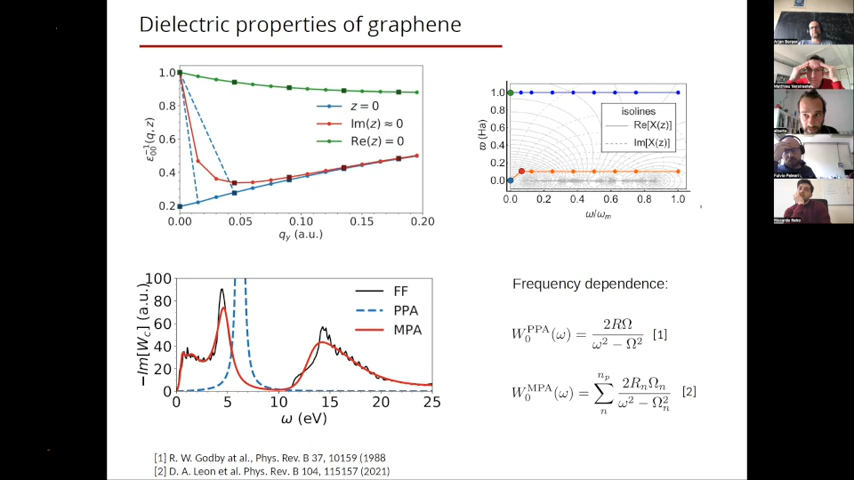 Dielectric properties of graphene
1.0
0.8
0.6
0.4
0.2
ε⁻¹₀₀(q, z)
z = 0
Im(z) ≈ 0
Re(z) = 0
0.00
0.05
0.10
0.15
0.20
q_y (a.u.)
1.0
0.8
0.6
0.4
0.2
0.0
ϖ (Ha)
isolines
Re[X(z)]
Im[X(z)]
0.0
0.2
0.4
0.6
0.8
1.0
ω/ω_m
100
80
60
40
20
0
−Im[W_c] (a.u.)
FF
PPA
MPA
0
5
10
15
20
25
ω (eV)
Frequency dependence:
W₀^PPA(ω) = 2RΩ / (ω² − Ω²) [1]
W₀^MPA(ω) = ∑_n^{n_p} 2R_nΩ_n / (ω² − Ω_n²) [2]
[1] R. W. Godby at al., Phys. Rev. B 37, 10159 (1988
[2] D. A. Leon et al. Phys. Rev. B 104, 115157 (2021)